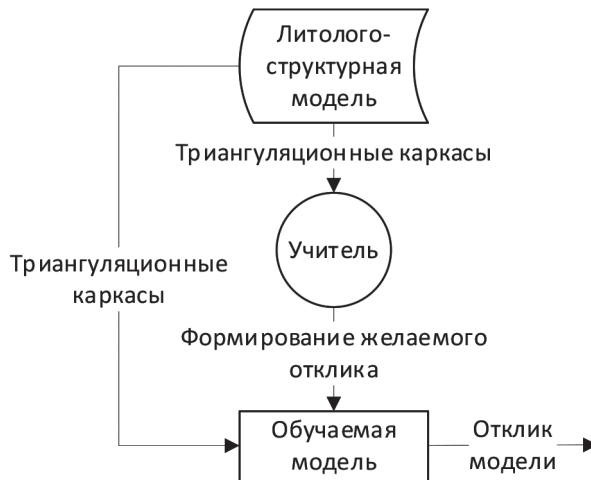 Литолого-
структурная
модель
Триангуляционные каркасы
Учитель
Триангуляционные
каркасы
Формирование желаемого
отклика
Обучаемая
модель
Отклик
модели